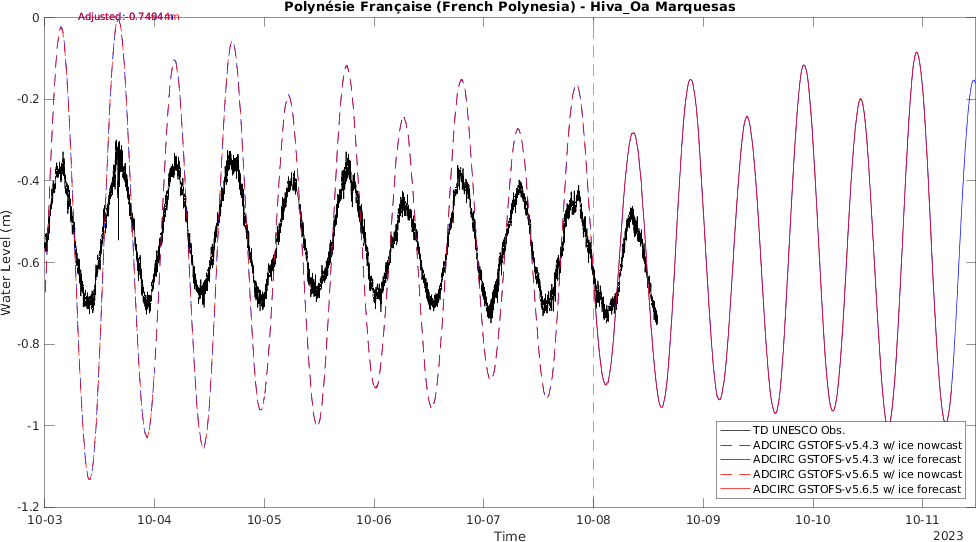 Polynésie Française (French Polynesia) - Hiva_Oa Marquesas
0
-0.2
-0.4
-0.6
-0.8
-1
-1.2
Water Level (m)
10-03 10-04 10-05 10-06 10-07 10-08 10-09 10-10 10-11
Time
2023
TD UNESCO Obs.
ADCIRC GSTOFS-v5.4.3 w/ ice nowcast
ADCIRC GSTOFS-v5.4.3 w/ ice forecast
ADCIRC GSTOFS-v5.6.5 w/ ice nowcast
ADCIRC GSTOFS-v5.6.5 w/ ice forecast